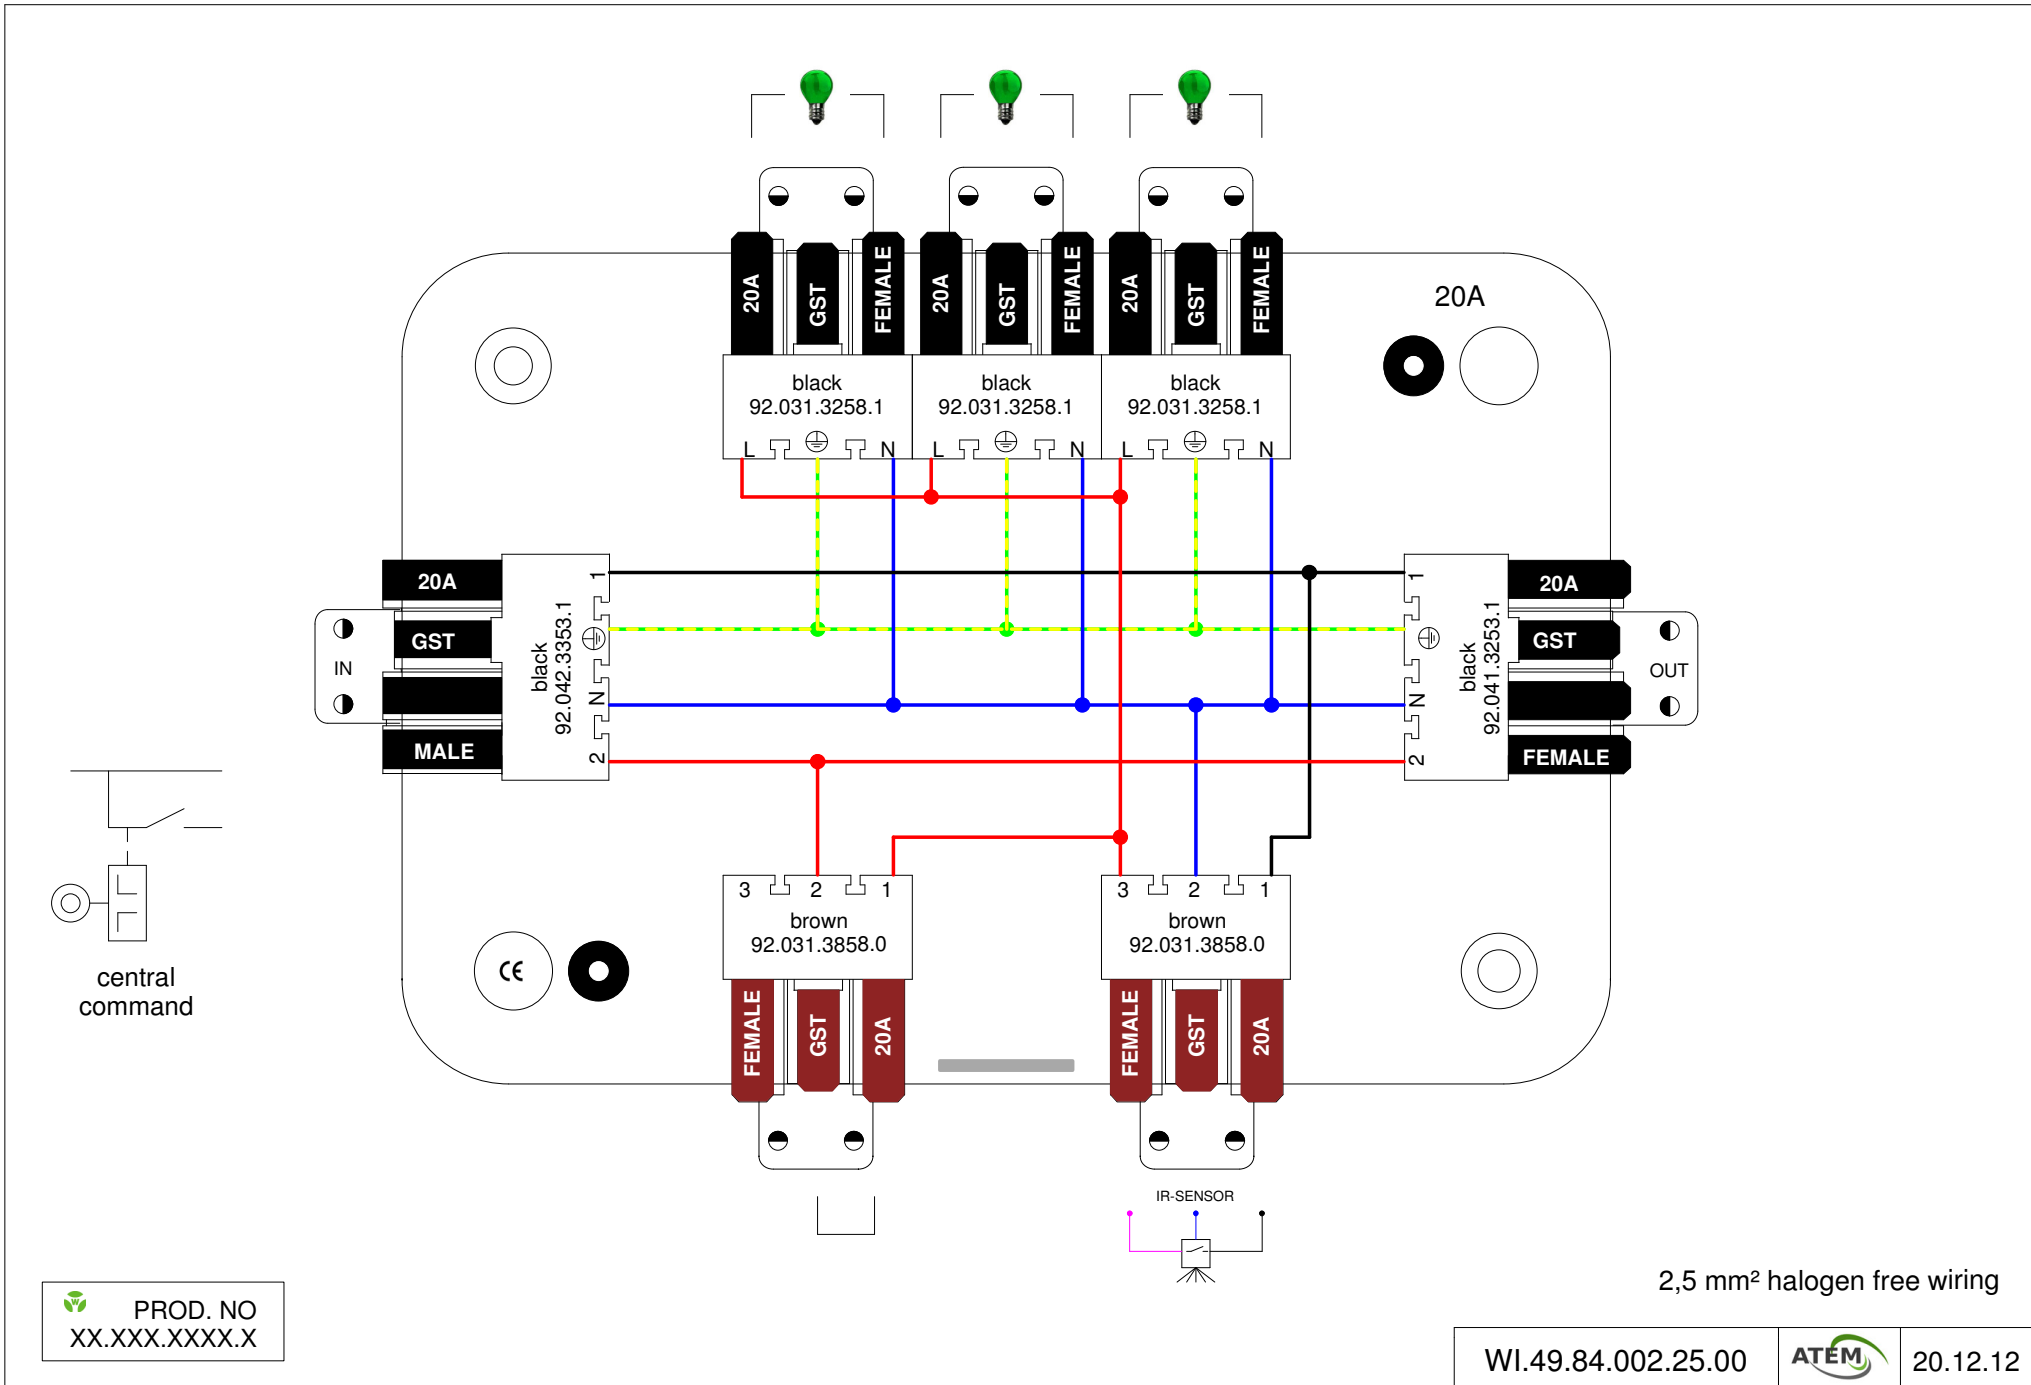 20A
GST
FEMALE
20A
GST
FEMALE
20A
GST
FEMALE
20A
black
92.031.3258.1
black
92.031.3258.1
black
92.031.3258.1
L
N
L
N
L
N
20A
GST
MALE
IN
black
92.042.3353.1
1
N
2
1
N
2
black
92.041.3253.1
20A
GST
FEMALE
OUT
central
command
CE
3 2 1
brown
92.031.3858.0
FEMALE
GST
20A
3 2 1
brown
92.031.3858.0
FEMALE
GST
20A
IR-SENSOR
2,5 mm² halogen free wiring
W
PROD. NO
XX.XXX.XXXX.X
WI.49.84.002.25.00
ATEM
20.12.12